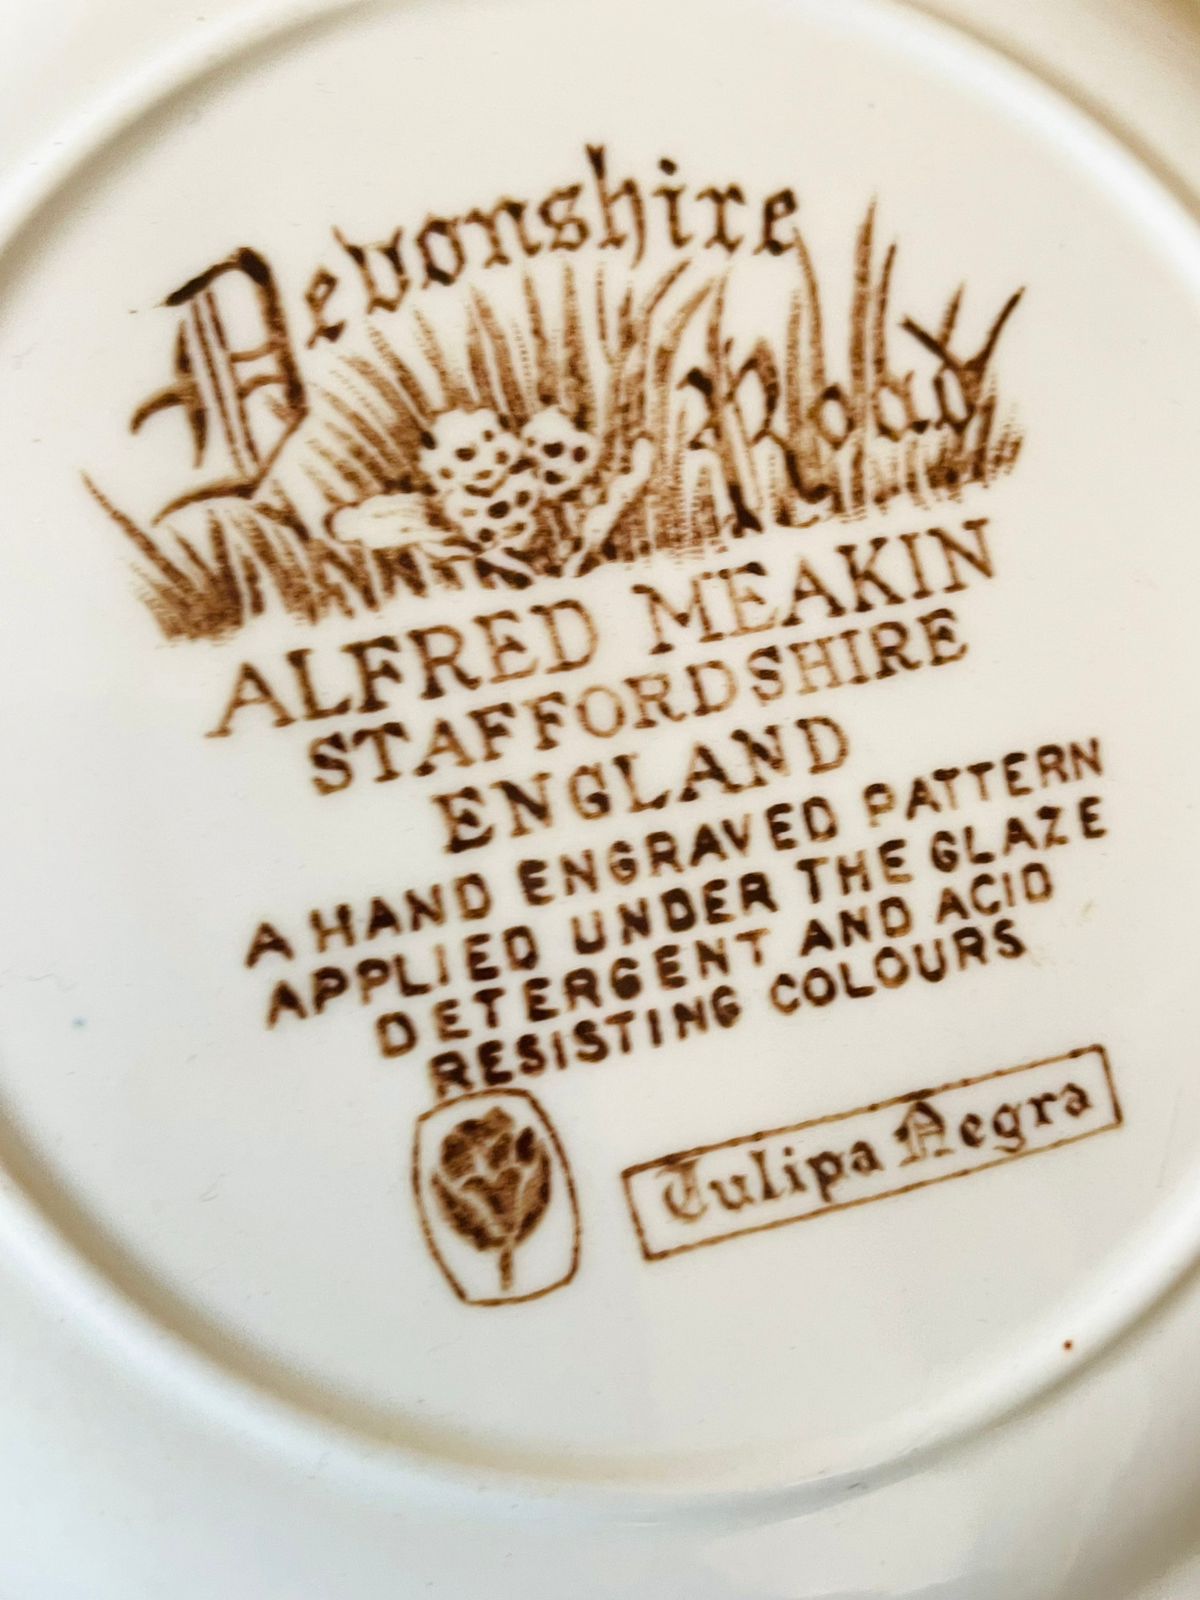 Devonshire
Road
ALFRED MEAKIN
STAFFORDSHIRE
ENGLAND
A HAND ENGRAVED PATTERN
APPLIED UNDER THE GLAZE
DETERGENT AND ACID
RESISTING COLOURS
Tulipa Negra